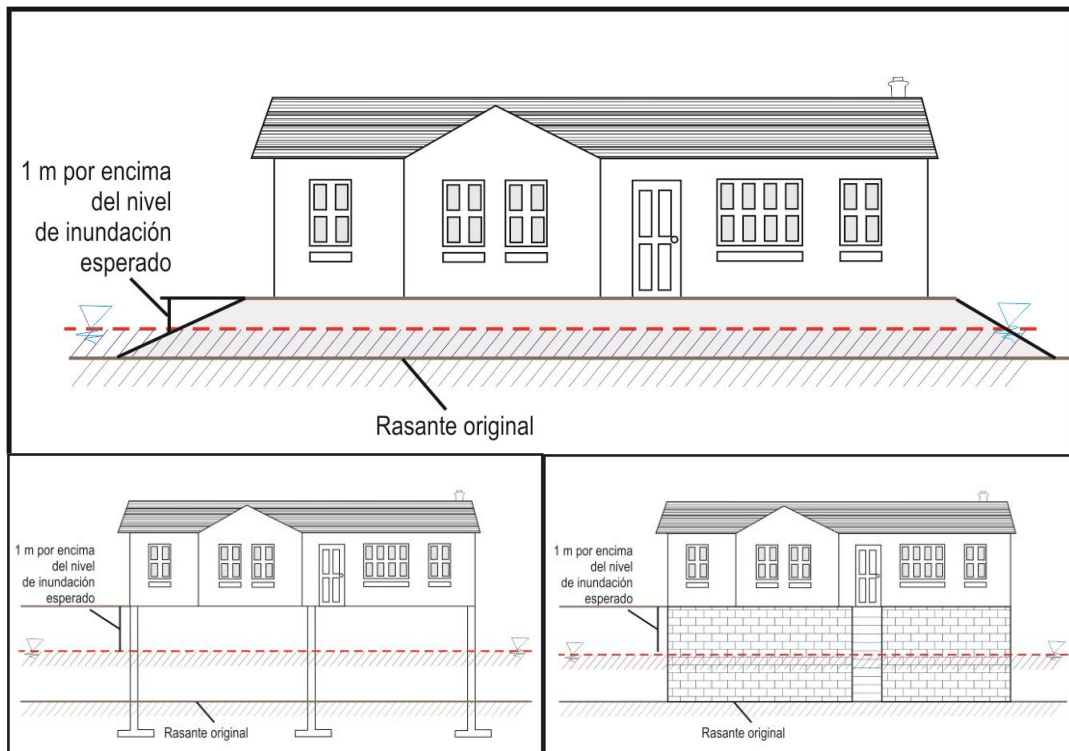 1 m por encima
del nivel
de inundación
esperado
Rasante original
1 m por encima
del nivel
de inundación
esperado
Rasante original
1 m por encima
del nivel
de inundación
esperado
Rasante original